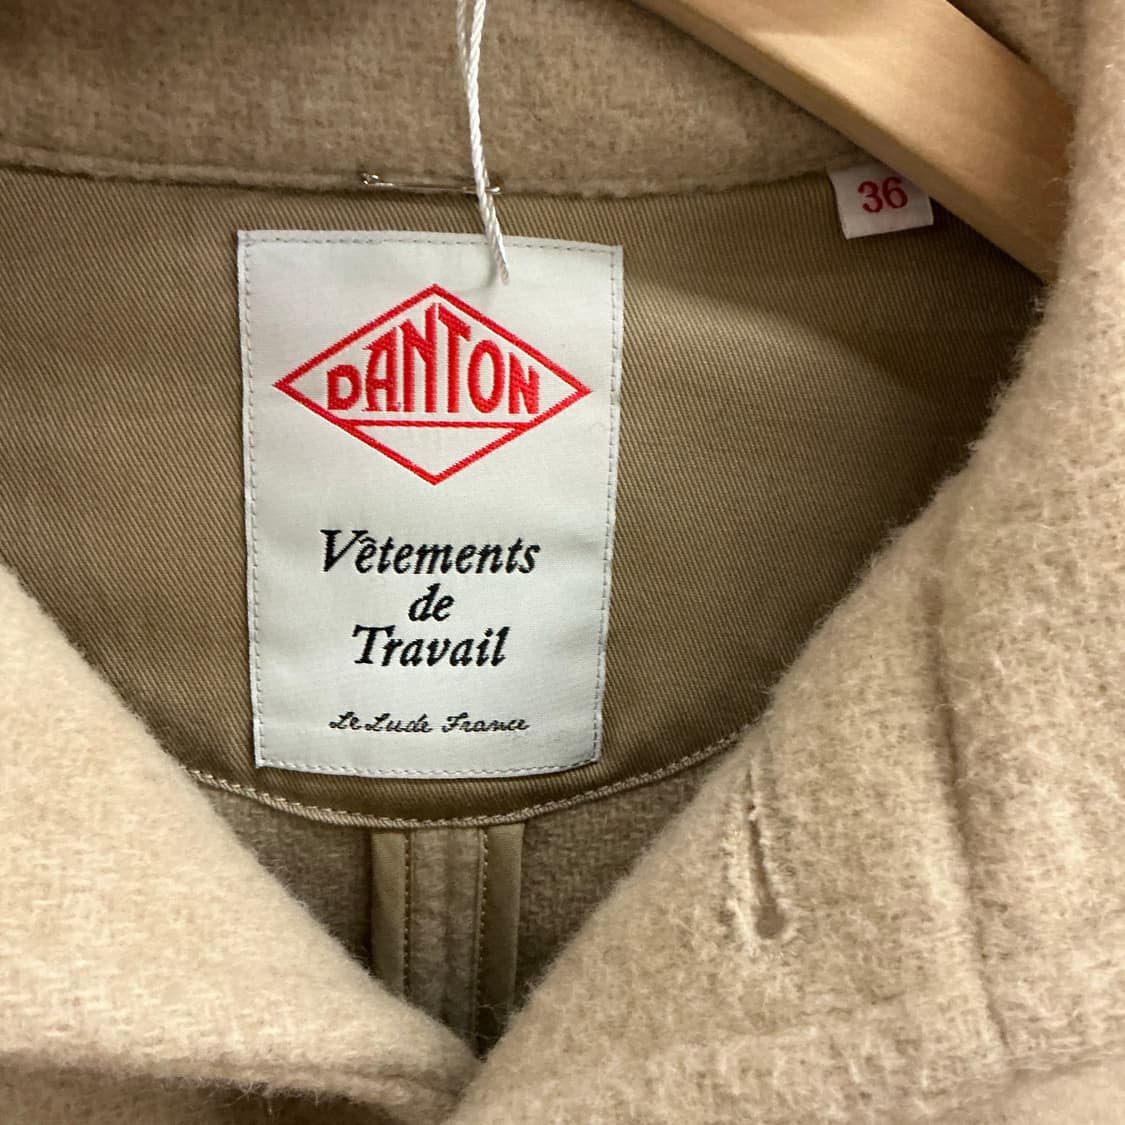 36
DANTON
Vêtements
de
Travail
Le Lude France